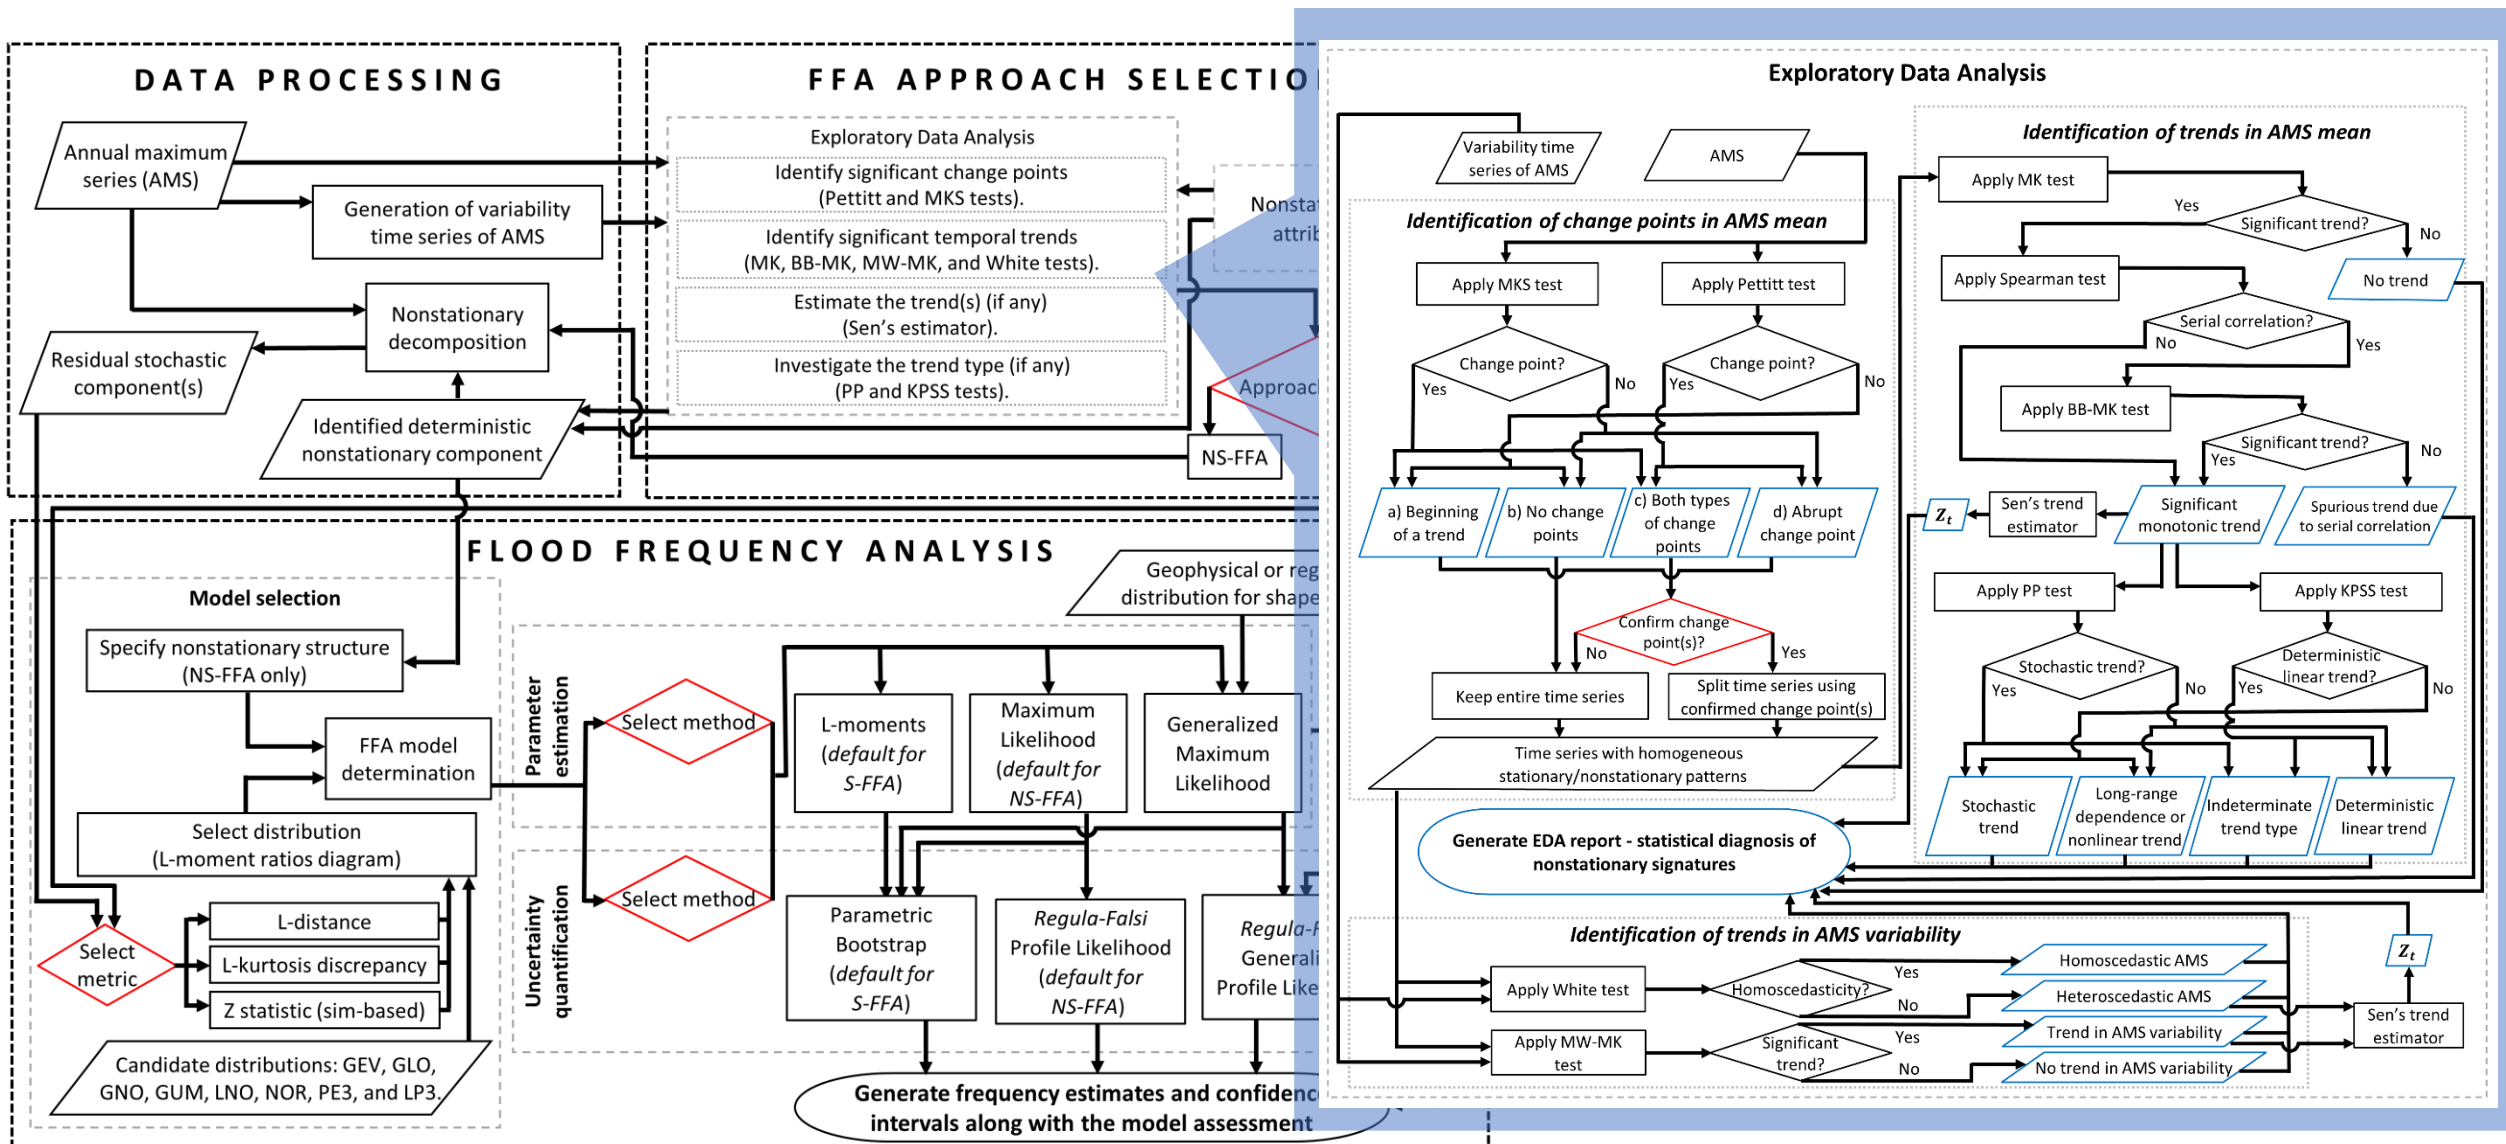 DATA PROCESSING
Annual maximum
series (AMS)
Generation of variability
time series of AMS
Nonstationary
decomposition
Residual stochastic
component(s)
Identified deterministic
nonstationary component
FFA APPROACH SELECTIO
Exploratory Data Analysis
Identify significant change points
(Pettitt and MKS tests).
Identify significant temporal trends
(MK, BB-MK, MW-MK, and White tests).
Estimate the trend(s) (if any)
(Sen's estimator).
Investigate the trend type (if any)
(PP and KPSS tests).
Nonstat
attrib
Approach
NS-FFA
FLOOD FREQUENCY ANALYSIS
Model selection
Specify nonstationary structure
(NS-FFA only)
FFA model
determination
Select distribution
(L-moment ratios diagram)
Select
metric
L-distance
L-kurtosis discrepancy
Z statistic (sim-based)
Candidate distributions: GEV, GLO,
GNO, GUM, LNO, NOR, PE3, and LP3.
Geophysical or reg
distribution for shape
Parameter
estimation
Select method
L-moments
(default for
S-FFA)
Maximum
Likelihood
(default for
NS-FFA)
Generalized
Maximum
Likelihood
Uncertainty
quantification
Select method
Parametric
Bootstrap
(default for
S-FFA)
Regula-Falsi
Profile Likelihood
(default for
NS-FFA)
Regula-F
Generali
Profile Like
Generate frequency estimates and confidenc
intervals along with the model assessment
Exploratory Data Analysis
Variability time
series of AMS
AMS
Identification of change points in AMS mean
Apply MKS test
Apply Pettitt test
Change point?
Change point?
Yes
No
Yes
No
a) Beginning
of a trend
b) No change
points
c) Both types
of change
points
d) Abrupt
change point
Confirm change
point(s)?
No
Yes
Keep entire time series
Split time series using
confirmed change point(s)
Time series with homogeneous
stationary/nonstationary patterns
Identification of trends in AMS mean
Apply MK test
Significant trend?
Yes
No
Apply Spearman test
No trend
Serial correlation?
No
Yes
Apply BB-MK test
Significant trend?
Yes
No
Zt
Sen's trend
estimator
Significant
monotonic trend
Spurious trend due
to serial correlation
Apply PP test
Apply KPSS test
Stochastic trend?
Deterministic
linear trend?
Yes
No
Yes
No
Stochastic
trend
Long-range
dependence or
nonlinear trend
Indeterminate
trend type
Deterministic
linear trend
Generate EDA report - statistical diagnosis of
nonstationary signatures
Identification of trends in AMS variability
Apply White test
Homoscedasticity?
Yes
No
Homoscedastic AMS
Heteroscedastic AMS
Apply MW-MK
test
Significant
trend?
Yes
No
Trend in AMS variability
No trend in AMS variability
Zt
Sen's trend
estimator